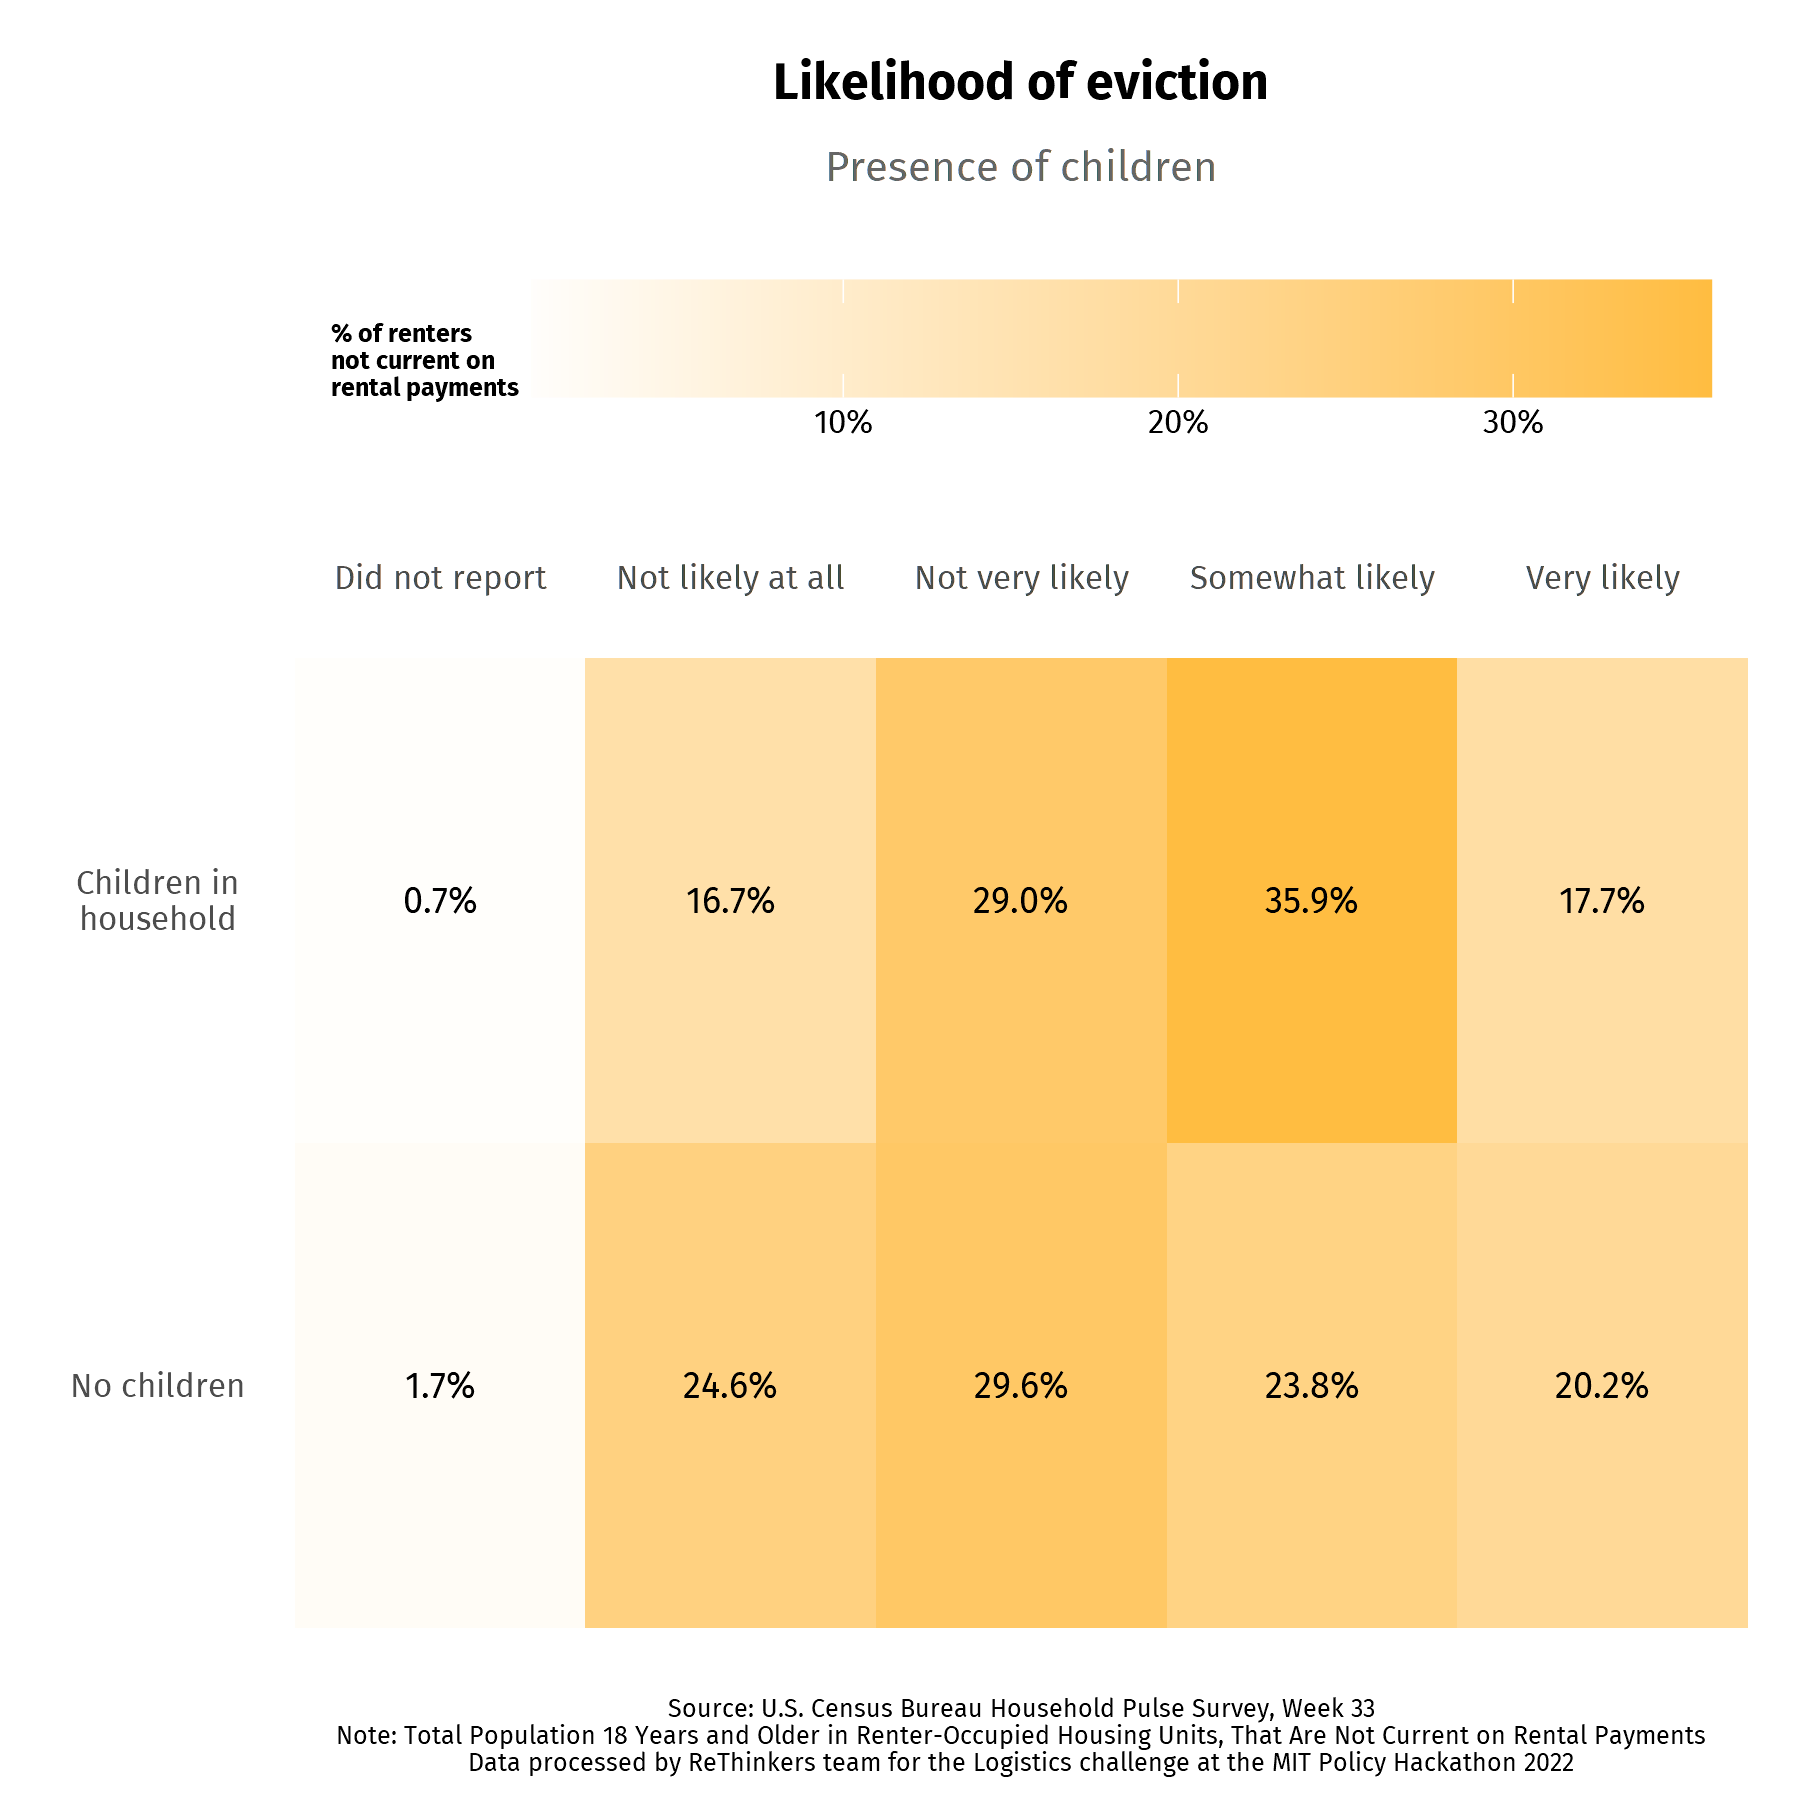 Likelihood of eviction
Presence of children
% of renters
not current on
rental payments
10% 20% 30%
Did not report Not likely at all Not very likely Somewhat likely Very likely
Children in
household
0.7% 16.7% 29.0% 35.9% 17.7%
No children 1.7% 24.6% 29.6% 23.8% 20.2%
Source: U.S. Census Bureau Household Pulse Survey, Week 33
Note: Total Population 18 Years and Older in Renter-Occupied Housing Units, That Are Not Current on Rental Payments
Data processed by ReThinkers team for the Logistics challenge at the MIT Policy Hackathon 2022